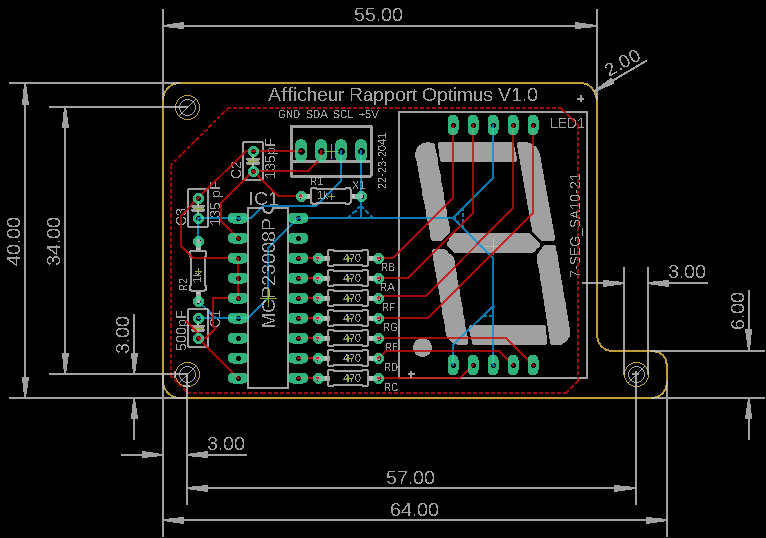 55.00
2.00
Afficheur Rapport Optimus V1.0
GND SDA SCL +5V
LED1
22-23-2041
C2
135pF
R1
1k
X1
7-SEG_SA10-21
C3
135 pF
IC1
MCP23008P
40.00
34.00
R2
1k
470
RB
470
RA
470
RF
470
RG
470
RE
470
RD
470
RC
C1
500pF
3.00
3.00
6.00
3.00
57.00
64.00